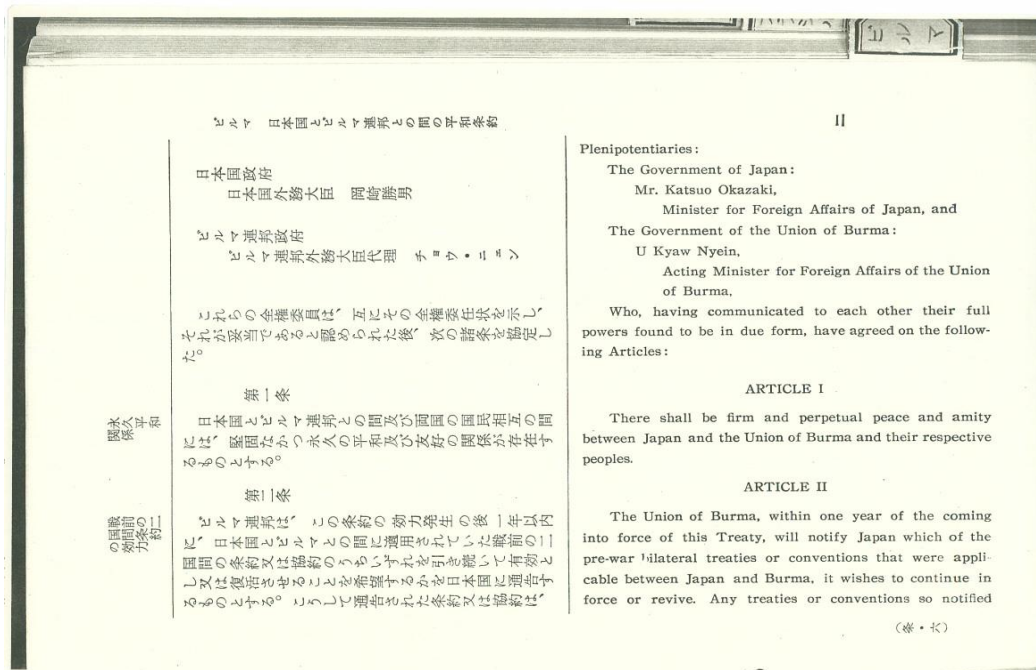 ビルマ
ビルマ 日本国とビルマ連邦との間の平和条約
二
日本国政府
日本国外務大臣 岡崎勝男
ビルマ連邦政府
ビルマ連邦外務大臣代理 チョウ・ニェン
これらの全権委員は、互にその全権委任状を示し、
それが妥当であると認められた後、次の諸条を協定し
た。
第一条
永久平和
関係
日本国とビルマ連邦との間及び両国の国民相互の間
には、堅固なかつ永久の平和及び友好の関係が存在す
るものとする。
第二条
戦前の二
国間条約
の効力
ビルマ連邦は、この条約の効力発生の後一年以内
に、日本国とビルマとの間に適用されていた戦前の二
国間の条約又は協約のうちいずれを引き続いて有効と
し又は復活させることを希望するかを日本国に通告す
るものとする。こうして通告された条約又は協約は、
Plenipotentiaries:
The Government of Japan:
Mr. Katsuo Okazaki,
Minister for Foreign Affairs of Japan, and
The Government of the Union of Burma:
U Kyaw Nyein,
Acting Minister for Foreign Affairs of the Union
of Burma,
Who, having communicated to each other their full
powers found to be in due form, have agreed on the follow-
ing Articles:
ARTICLE I
There shall be firm and perpetual peace and amity
between Japan and the Union of Burma and their respective
peoples.
ARTICLE II
The Union of Burma, within one year of the coming
into force of this Treaty, will notify Japan which of the
pre-war bilateral treaties or conventions that were appli-
cable between Japan and Burma, it wishes to continue in
force or revive. Any treaties or conventions so notified
(条・六)